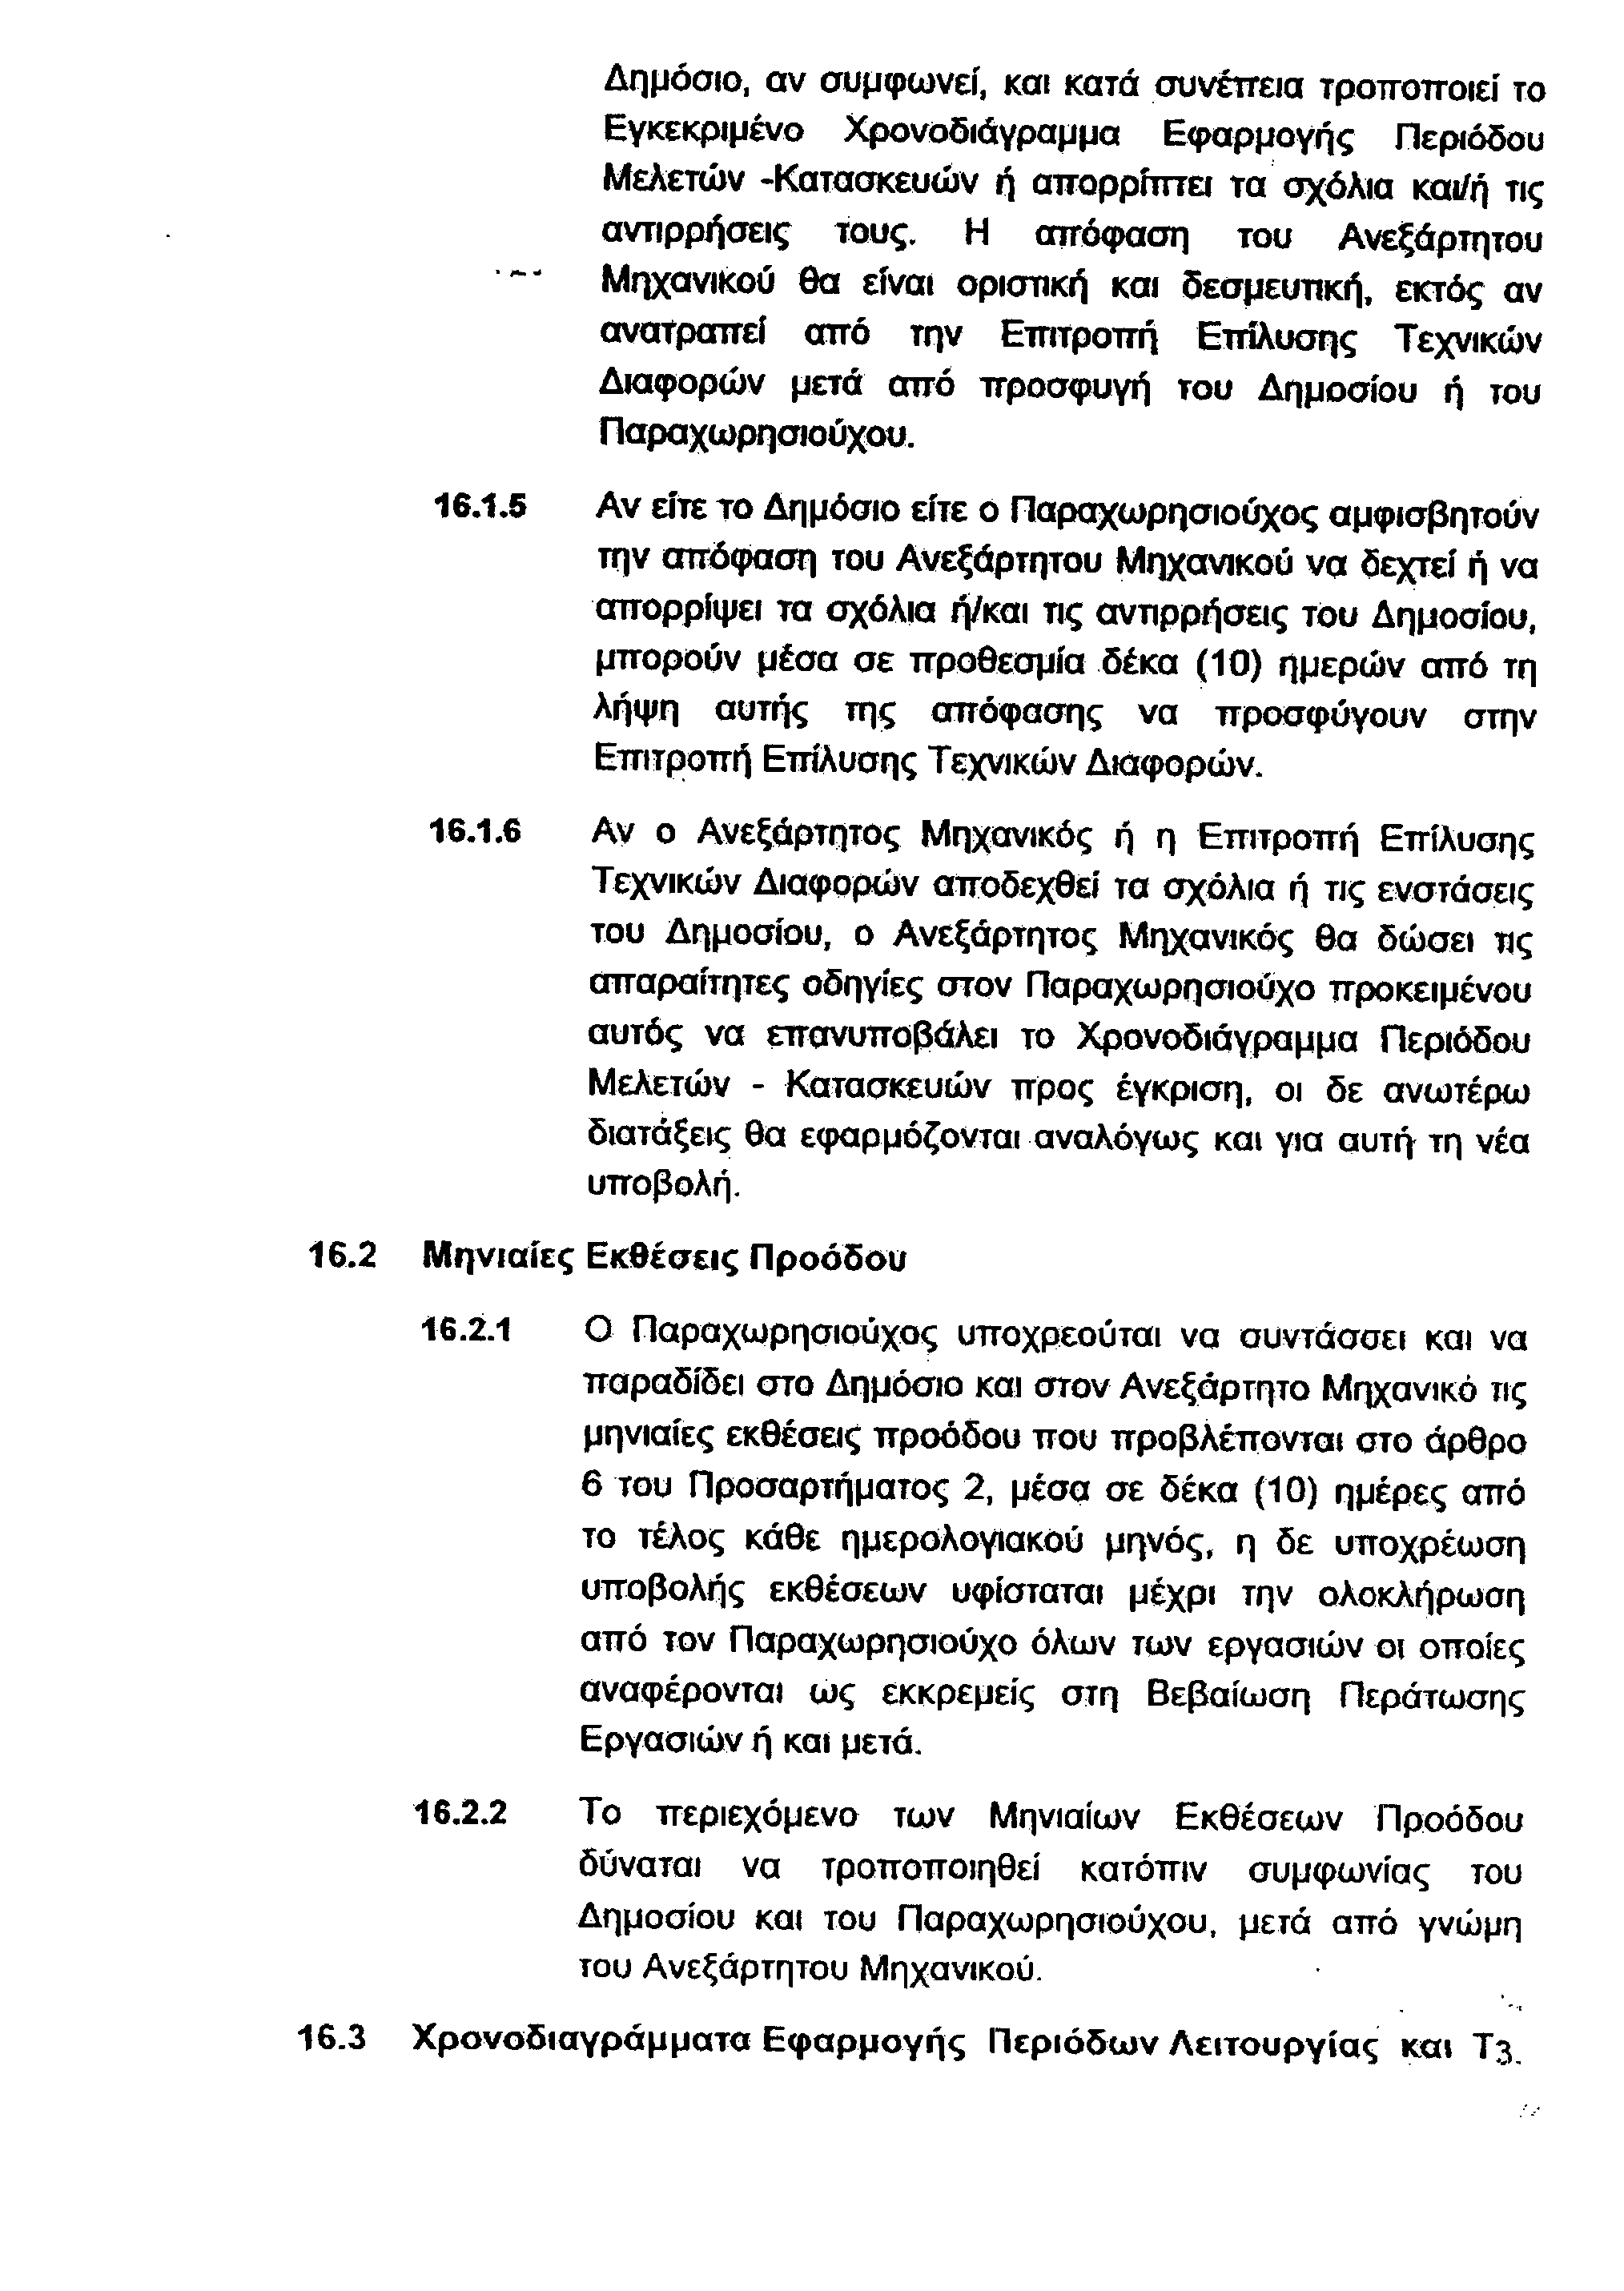 Δημόσιο, αν συμφωνεί, και κατά συνέπεια τροποποιεί το
Εγκεκριμένο Χρονοδιάγραμμα Εφαρμογής Περιόδου
Μελετών -Κατασκευών ή απορρίπτει τα σχόλια και/ή τις
αντιρρήσεις τους. Η απόφαση του Ανεξάρτητου
Μηχανικού θα είναι οριστική και δεσμευτική, εκτός αν
ανατραπεί από την Επιτροπή Επίλυσης Τεχνικών
Διαφορών μετά από προσφυγή του Δημοσίου ή του
Παραχωρησιούχου.
16.1.5 Αν είτε το Δημόσιο είτε ο Παραχωρησιούχος αμφισβητούν
την απόφαση του Ανεξάρτητου Μηχανικού να δεχτεί ή να
απορρίψει τα σχόλια ή/και τις αντιρρήσεις του Δημοσίου,
μπορούν μέσα σε προθεσμία δέκα (10) ημερών από τη
λήψη αυτής της απόφασης να προσφύγουν στην
Επιτροπή Επίλυσης Τεχνικών Διαφορών.
16.1.6 Αν ο Ανεξάρτητος Μηχανικός ή η Επιτροπή Επίλυσης
Τεχνικών Διαφορών αποδεχθεί τα σχόλια ή τις ενστάσεις
του Δημοσίου, ο Ανεξάρτητος Μηχανικός θα δώσει τις
απαραίτητες οδηγίες στον Παραχωρησιούχο προκειμένου
αυτός να επανυποβάλει το Χρονοδιάγραμμα Περιόδου
Μελετών - Κατασκευών προς έγκριση, οι δε ανωτέρω
διατάξεις θα εφαρμόζονται αναλόγως και για αυτή τη νέα
υποβολή.
16.2 Μηνιαίες Εκθέσεις Προόδου
16.2.1 Ο Παραχωρησιούχος υποχρεούται να συντάσσει και να
παραδίδει στο Δημόσιο και στον Ανεξάρτητο Μηχανικό τις
μηνιαίες εκθέσεις προόδου που προβλέπονται στο άρθρο
6 του Προσαρτήματος 2, μέσα σε δέκα (10) ημέρες από
το τέλος κάθε ημερολογιακού μηνός, η δε υποχρέωση
υποβολής εκθέσεων υφίσταται μέχρι την ολοκλήρωση
από τον Παραχωρησιούχο όλων των εργασιών οι οποίες
αναφέρονται ως εκκρεμείς στη Βεβαίωση Περάτωσης
Εργασιών ή και μετά.
16.2.2 Το περιεχόμενο των Μηνιαίων Εκθέσεων Προόδου
δύναται να τροποποιηθεί κατόπιν συμφωνίας του
Δημοσίου και του Παραχωρησιούχου, μετά από γνώμη
του Ανεξάρτητου Μηχανικού.
16.3 Χρονοδιαγράμματα Εφαρμογής Περιόδων Λειτουργίας και Τ3.